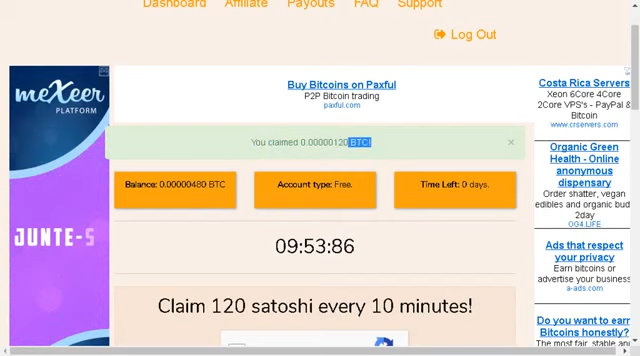 Dashboard Affiliate Payouts FAQ Support
Log Out
meXeer
PLATFORM
JUNTE-S
Buy Bitcoins on Paxful
P2P Bitcoin trading
paxful.com
You claimed 0.00000120 BTC! ×
Balance: 0.00000480 BTC
Account type: Free.
Time Left: 0 days.
09:53:86
Claim 120 satoshi every 10 minutes!
Costa Rica Servers
Xeon 6Core 4Core
2Core VPS's - PayPal &
Bitcoin
www.crservers.com
Organic Green
Health - Online
anonymous
dispensary
Order shatter, vegan
edibles and organic bud
2day
OG4.LIFE
Ads that respect
your privacy
Earn bitcoins or
advertise your business
a-ads.com
Do you want to earn
Bitcoins honestly?
The most fair, stable and